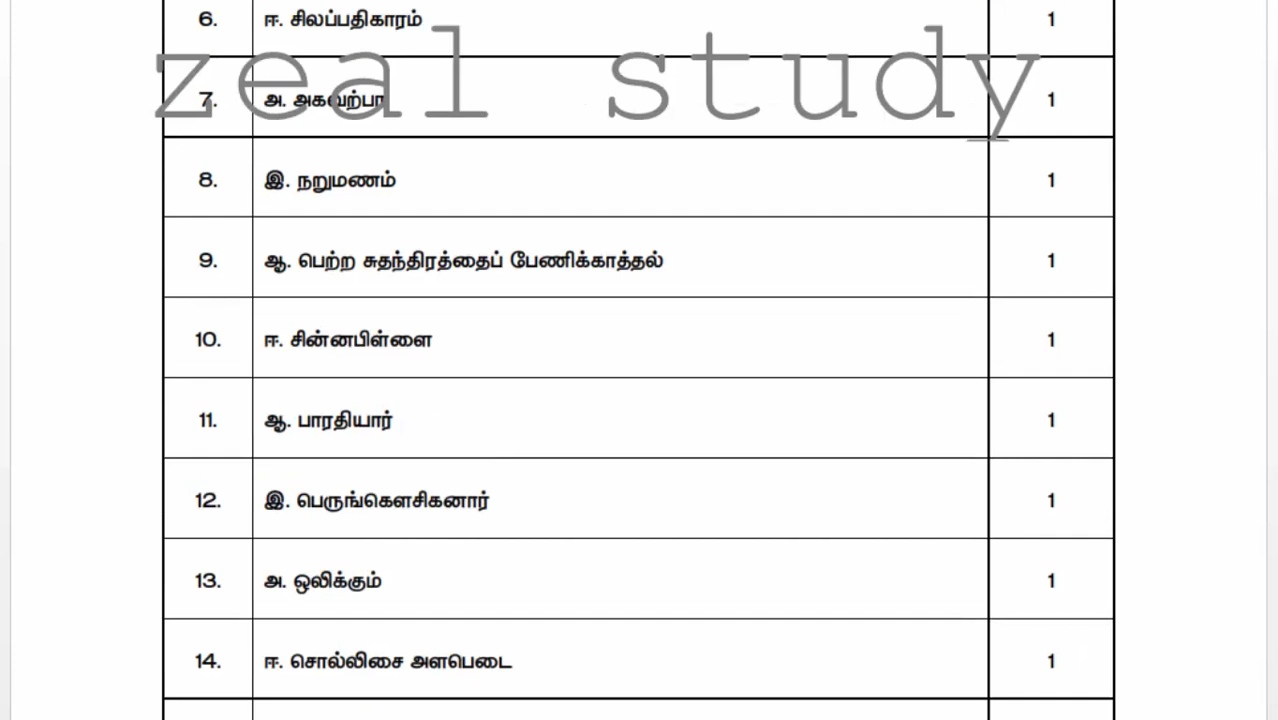 6. ஈ. சிலப்பதிகாரம் 1
zeal study
7. அ. அகவற்பா 1
8. இ. நறுமணம் 1
9. ஆ. பெற்ற சுதந்திரத்தைப் பேணிக்காத்தல் 1
10. ஈ. சின்னபிள்ளை 1
11. ஆ. பாரதியார் 1
12. இ. பெருங்கௌசிகனார் 1
13. அ. ஒலிக்கும் 1
14. ஈ. சொல்லிசை அளபெடை 1